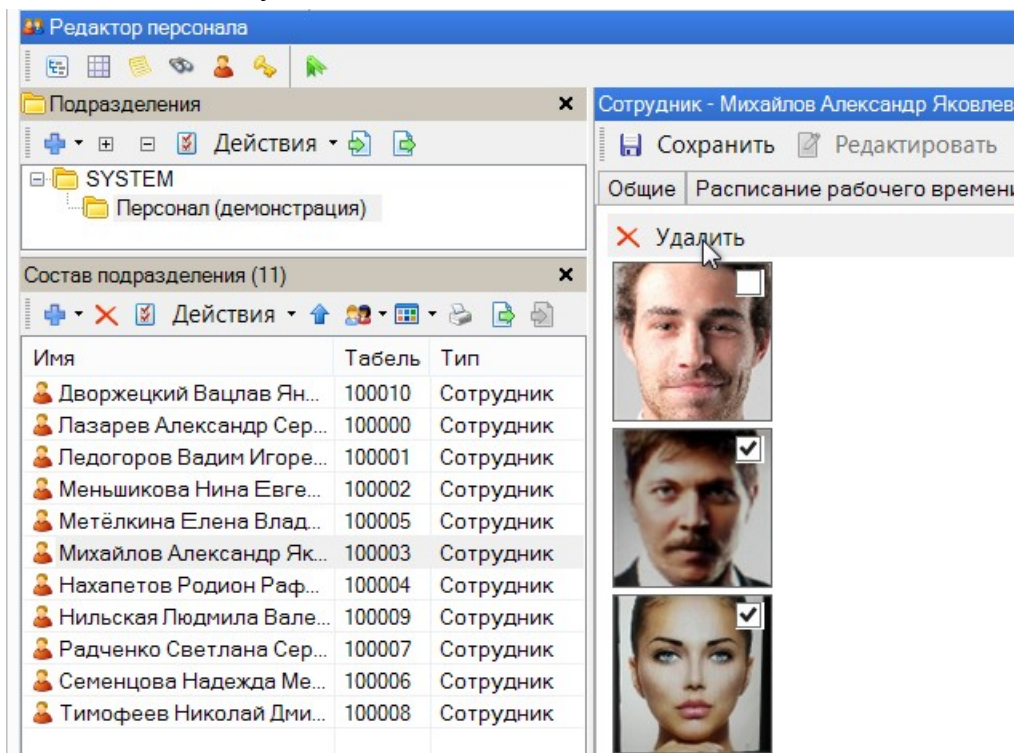 Редактор персонала
Подразделения
Действия
SYSTEM
Персонал (демонстрация)
Состав подразделения (11)
Действия
Имя Табель Тип
Дворжецкий Вацлав Ян... 100010 Сотрудник
Лазарев Александр Сер... 100000 Сотрудник
Ледогоров Вадим Игоре... 100001 Сотрудник
Меньшикова Нина Евге... 100002 Сотрудник
Метёлкина Елена Влад... 100005 Сотрудник
Михайлов Александр Як... 100003 Сотрудник
Нахапетов Родион Раф... 100004 Сотрудник
Нильская Людмила Вале... 100009 Сотрудник
Радченко Светлана Сер... 100007 Сотрудник
Семенцова Надежда Ме... 100006 Сотрудник
Тимофеев Николай Дми... 100008 Сотрудник
Сотрудник - Михайлов Александр Яковлев
Сохранить Редактировать
Общие Расписание рабочего времени
Удалить